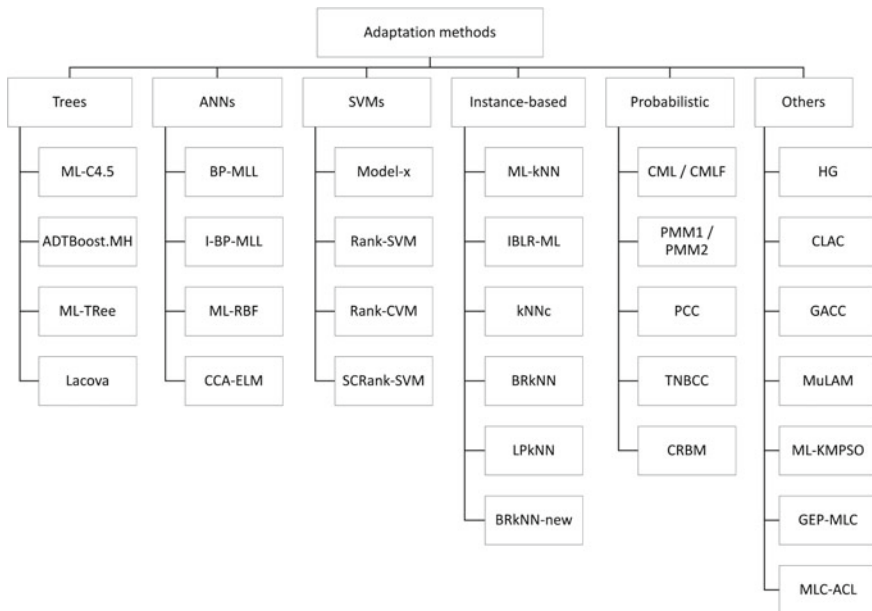 Adaptation methods
Trees
ANNs
SVMs
Instance-based
Probabilistic
Others
ML-C4.5
ADTBoost.MH
ML-TRee
Lacova
BP-MLL
I-BP-MLL
ML-RBF
CCA-ELM
Model-x
Rank-SVM
Rank-CVM
SCRank-SVM
ML-kNN
IBLR-ML
kNNc
BRkNN
LPkNN
BRkNN-new
CML / CMLF
PMM1 /
PMM2
PCC
TNBCC
CRBM
HG
CLAC
GACC
MuLAM
ML-KMPSO
GEP-MLC
MLC-ACL